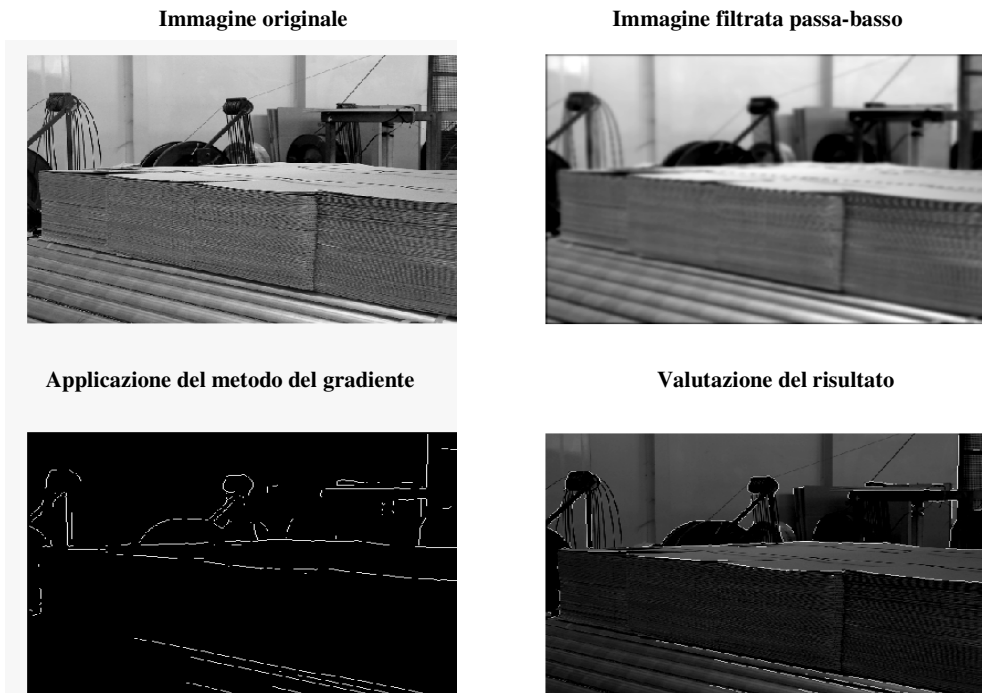 Immagine originale
Immagine filtrata passa-basso
Applicazione del metodo del gradiente
Valutazione del risultato